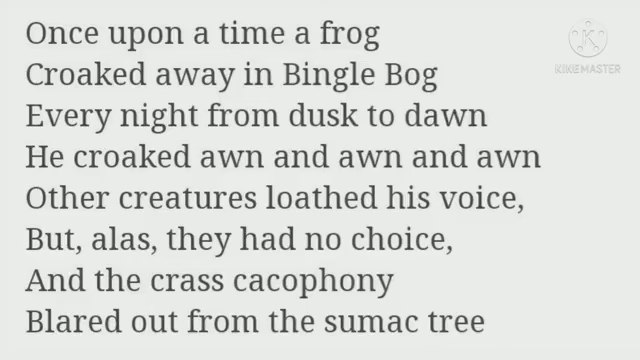 Once upon a time a frog
Croaked away in Bingle Bog
Every night from dusk to dawn
He croaked awn and awn and awn
Other creatures loathed his voice,
But, alas, they had no choice,
And the crass cacophony
Blared out from the sumac tree
KINEMASTER